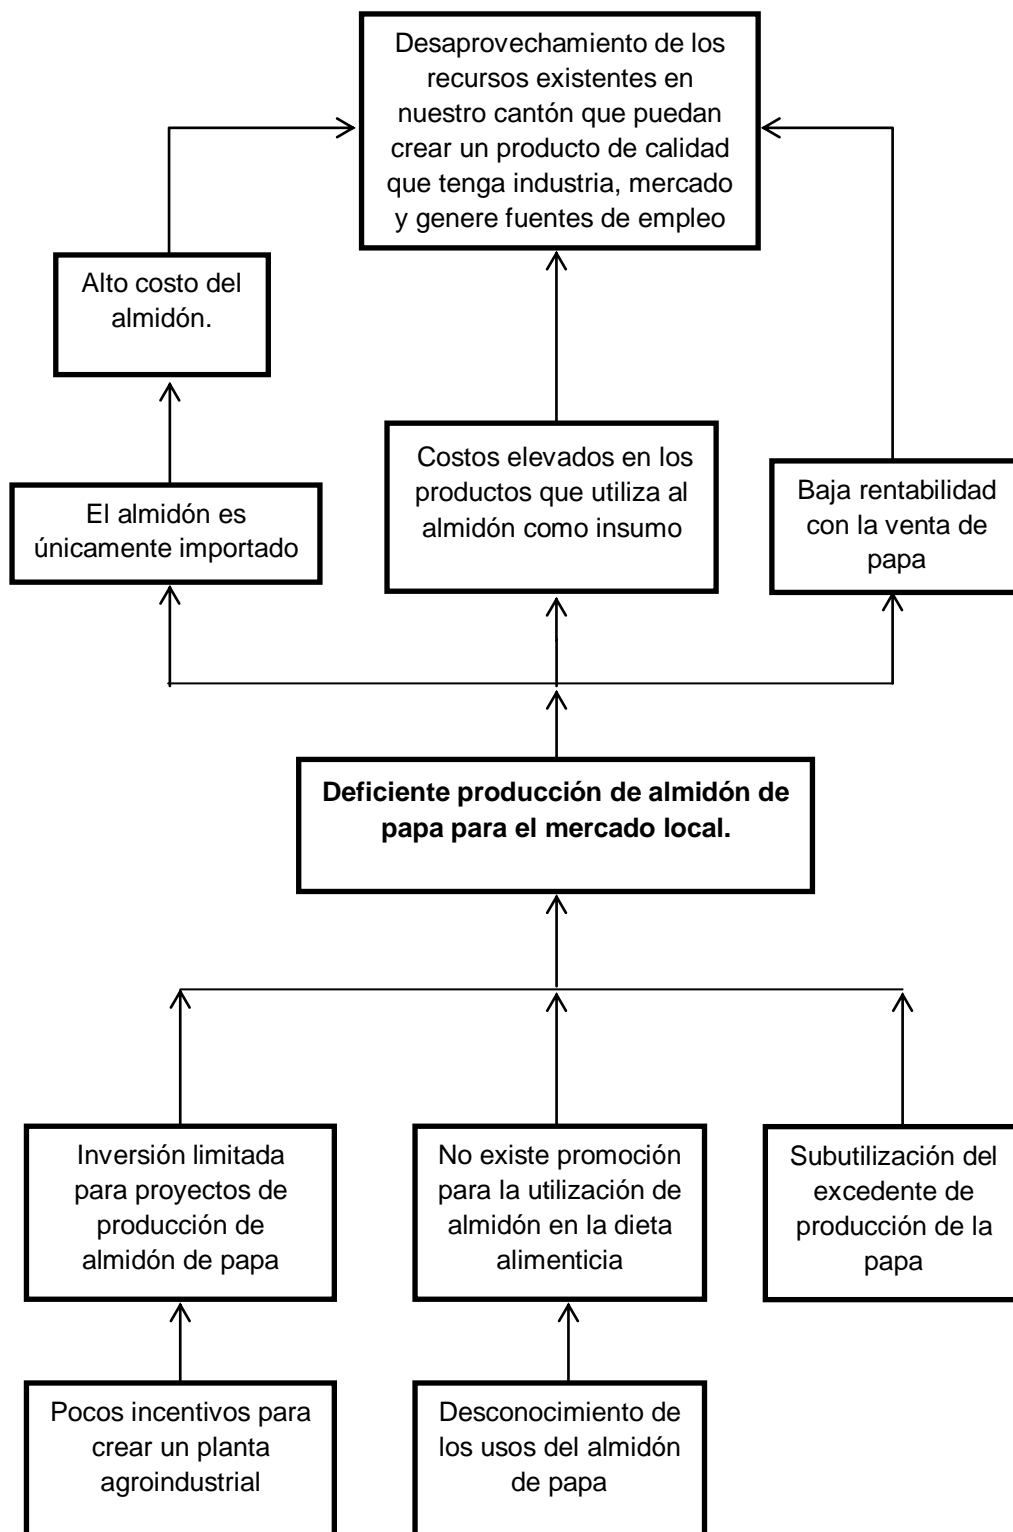 Desaprovechamiento de los
recursos existentes en
nuestro cantón que puedan
crear un producto de calidad
que tenga industria, mercado
y genere fuentes de empleo
Alto costo del
almidón.
El almidón es
únicamente importado
Costos elevados en los
productos que utiliza al
almidón como insumo
Baja rentabilidad
con la venta de
papa
Deficiente producción de almidón de
papa para el mercado local.
Inversión limitada
para proyectos de
producción de
almidón de papa
No existe promoción
para la utilización de
almidón en la dieta
alimenticia
Subutilización del
excedente de
producción de la
papa
Pocos incentivos para
crear un planta
agroindustrial
Desconocimiento de
los usos del almidón
de papa